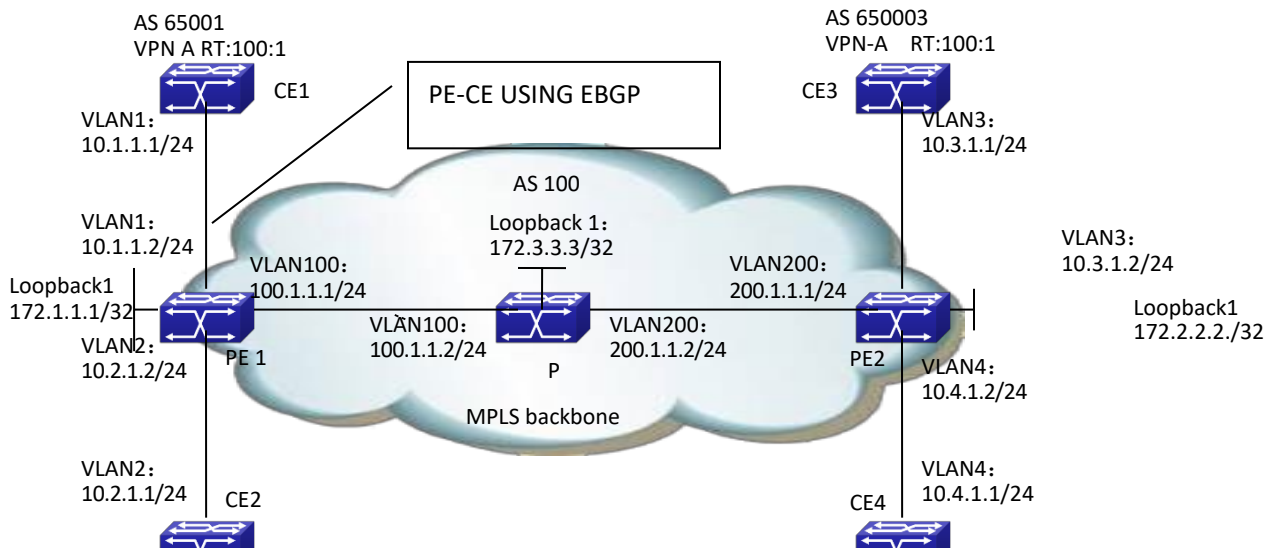 AS 65001
VPN A RT:100:1
CE1
VLAN1：
10.1.1.1/24
PE-CE USING EBGP
AS 650003
VPN-A RT:100:1
CE3
VLAN3：
10.3.1.1/24
AS 100
Loopback 1：
172.3.3.3/32
VLAN1：
10.1.1.2/24
VLAN3：
10.3.1.2/24
Loopback1
172.1.1.1/32
VLAN100：
100.1.1.1/24
VLAN200：
200.1.1.1/24
Loopback1
172.2.2.2./32
VLAN100：
100.1.1.2/24
VLAN200：
200.1.1.2/24
VLAN2：
10.2.1.2/24
PE 1
P
PE2
VLAN4：
10.4.1.2/24
MPLS backbone
VLAN2：
10.2.1.1/24
CE2
CE4
VLAN4：
10.4.1.1/24